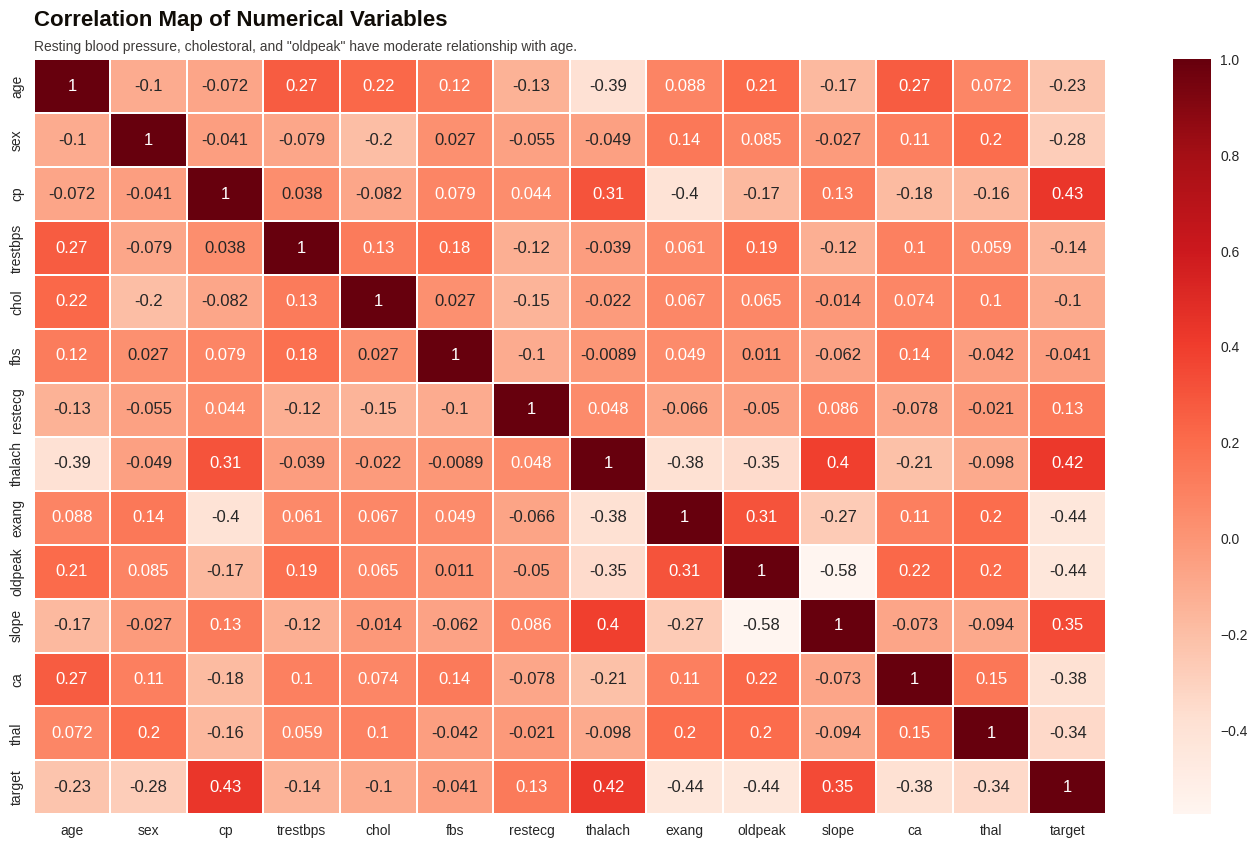 Correlation Map of Numerical Variables
Resting blood pressure, cholestoral, and "oldpeak" have moderate relationship with age.
age 1 -0.1 -0.072 0.27 0.22 0.12 -0.13 -0.39 0.088 0.21 -0.17 0.27 0.072 -0.23
sex -0.1 1 -0.041 -0.079 -0.2 0.027 -0.055 -0.049 0.14 0.085 -0.027 0.11 0.2 -0.28
cp -0.072 -0.041 1 0.038 -0.082 0.079 0.044 0.31 -0.4 -0.17 0.13 -0.18 -0.16 0.43
trestbps 0.27 -0.079 0.038 1 0.13 0.18 -0.12 -0.039 0.061 0.19 -0.12 0.1 0.059 -0.14
chol 0.22 -0.2 -0.082 0.13 1 0.027 -0.15 -0.022 0.067 0.065 -0.014 0.074 0.1 -0.1
fbs 0.12 0.027 0.079 0.18 0.027 1 -0.1 -0.0089 0.049 0.011 -0.062 0.14 -0.042 -0.041
restecg -0.13 -0.055 0.044 -0.12 -0.15 -0.1 1 0.048 -0.066 -0.05 0.086 -0.078 -0.021 0.13
thalach -0.39 -0.049 0.31 -0.039 -0.022 -0.0089 0.048 1 -0.38 -0.35 0.4 -0.21 -0.098 0.42
exang 0.088 0.14 -0.4 0.061 0.067 0.049 -0.066 -0.38 1 0.31 -0.27 0.11 0.2 -0.44
oldpeak 0.21 0.085 -0.17 0.19 0.065 0.011 -0.05 -0.35 0.31 1 -0.58 0.22 0.2 -0.44
slope -0.17 -0.027 0.13 -0.12 -0.014 -0.062 0.086 0.4 -0.27 -0.58 1 -0.073 -0.094 0.35
ca 0.27 0.11 -0.18 0.1 0.074 0.14 -0.078 -0.21 0.11 0.22 -0.073 1 0.15 -0.38
thal 0.072 0.2 -0.16 0.059 0.1 -0.042 -0.021 -0.098 0.2 0.2 -0.094 0.15 1 -0.34
target -0.23 -0.28 0.43 -0.14 -0.1 -0.041 0.13 0.42 -0.44 -0.44 0.35 -0.38 -0.34 1
age sex cp trestbps chol fbs restecg thalach exang oldpeak slope ca thal target
1.0
0.8
0.6
0.4
0.2
0.0
−0.2
−0.4